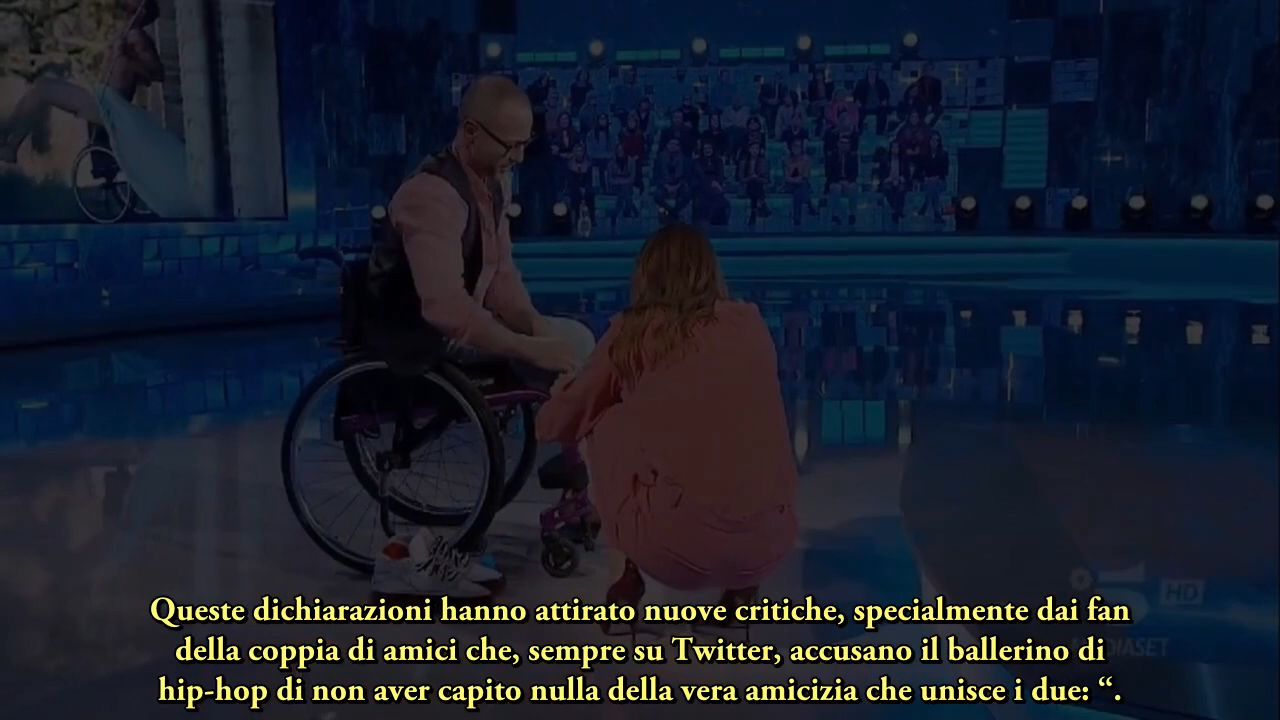 HD
Queste dichiarazioni hanno attirato nuove critiche, specialmente dai fan
della coppia di amici che, sempre su Twitter, accusano il ballerino di
hip-hop di non aver capito nulla della vera amicizia che unisce i due: “.